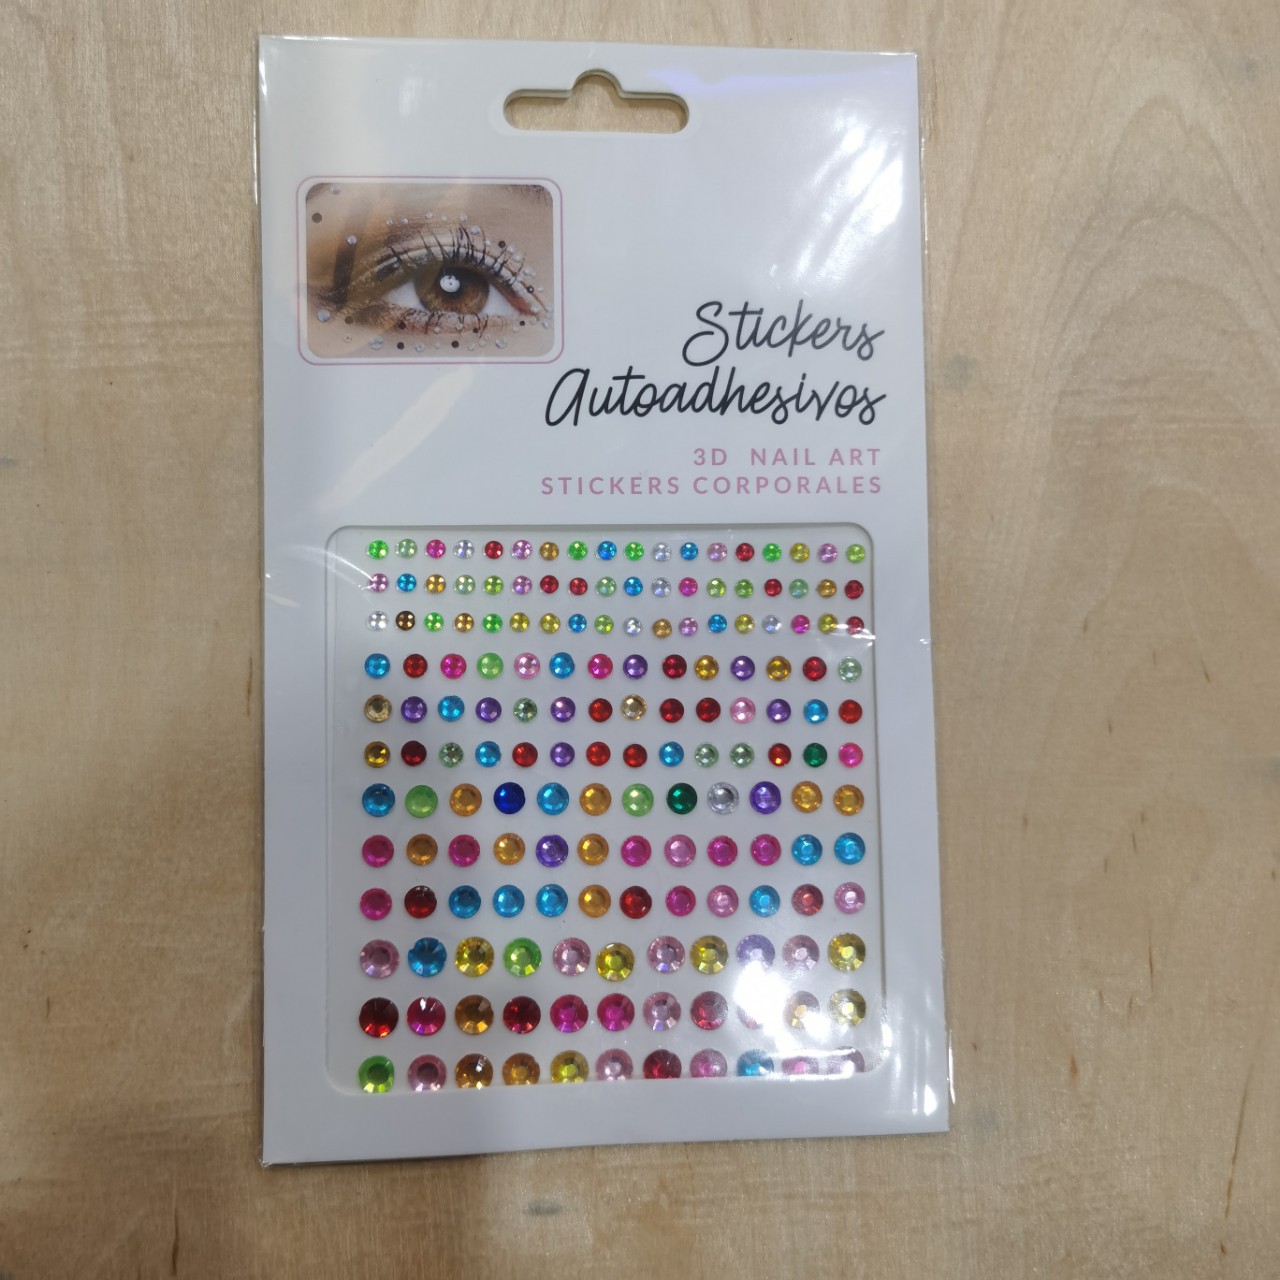 Stickers
Autoadhesivos
3D NAIL ART
STICKERS CORPORALES